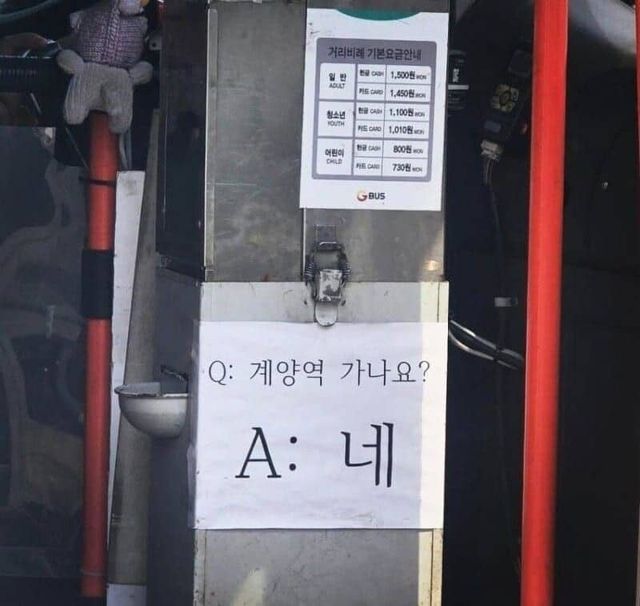 거리비례 기본요금안내
일 반 현금 CASH 1,500원 WON
ADULT 카드 CARD 1,450원 WON
청소년 현금 CASH 1,100원 WON
YOUTH 카드 CARD 1,010원 WON
어린이 현금 CASH 800원 WON
CHILD 카드 CARD 730원 WON
G BUS
Q: 계양역 가나요?
A: 네